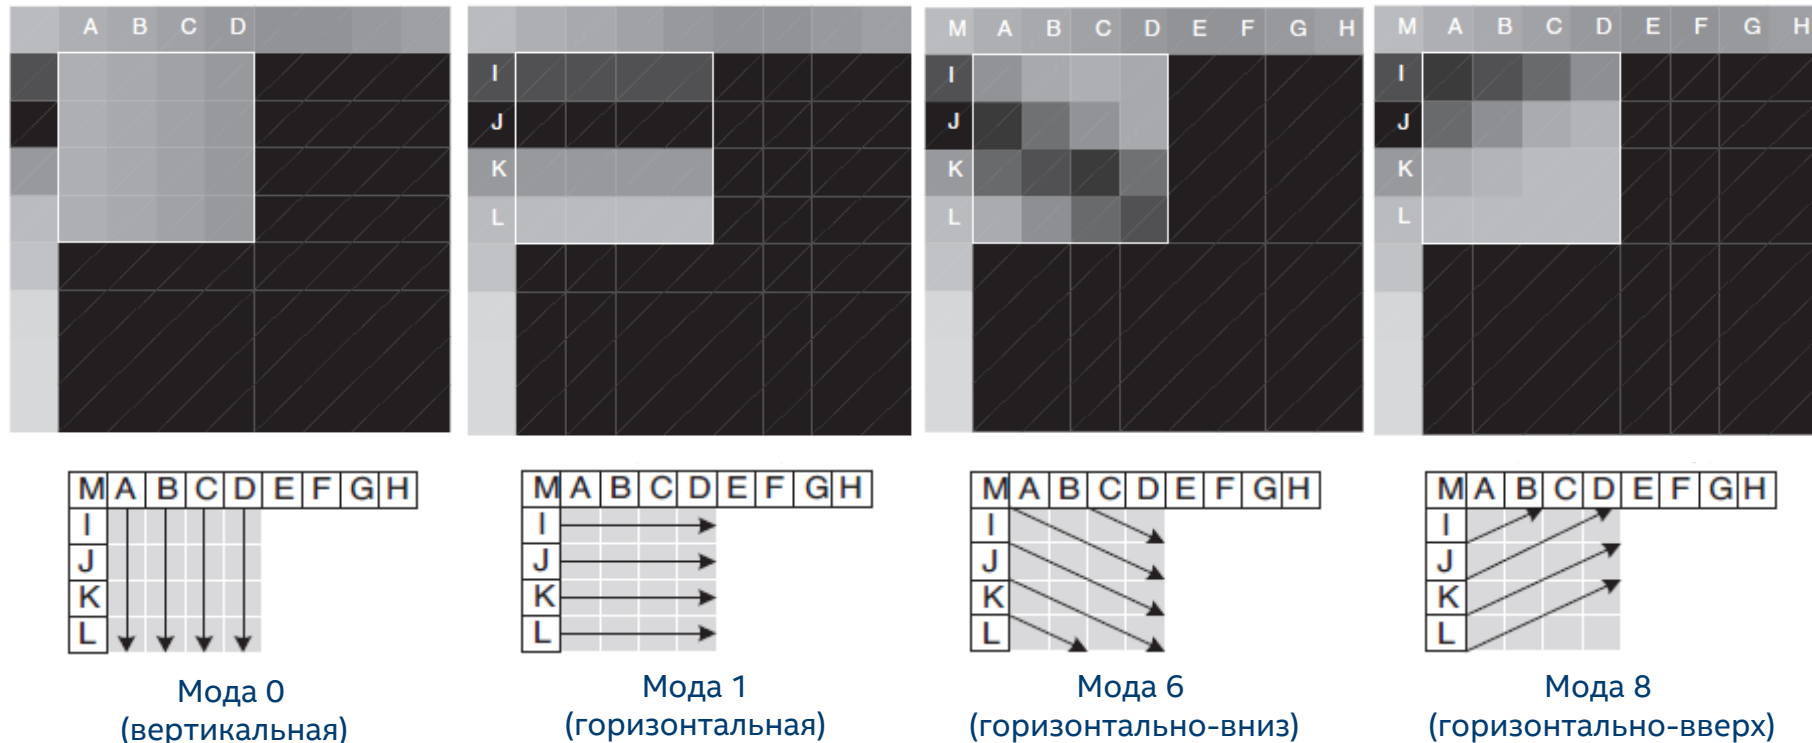 A B C D
I
J
K
L
M A B C D E F G H
I
J
K
L
M A B C D E F G H
I
J
K
L
M A B C D E F G H
I
J
K
L
Мода 0
(вертикальная)
M A B C D E F G H
I
J
K
L
Мода 1
(горизонтальная)
M A B C D E F G H
I
J
K
L
Мода 6
(горизонтально-вниз)
M A B C D E F G H
I
J
K
L
Мода 8
(горизонтально-вверх)